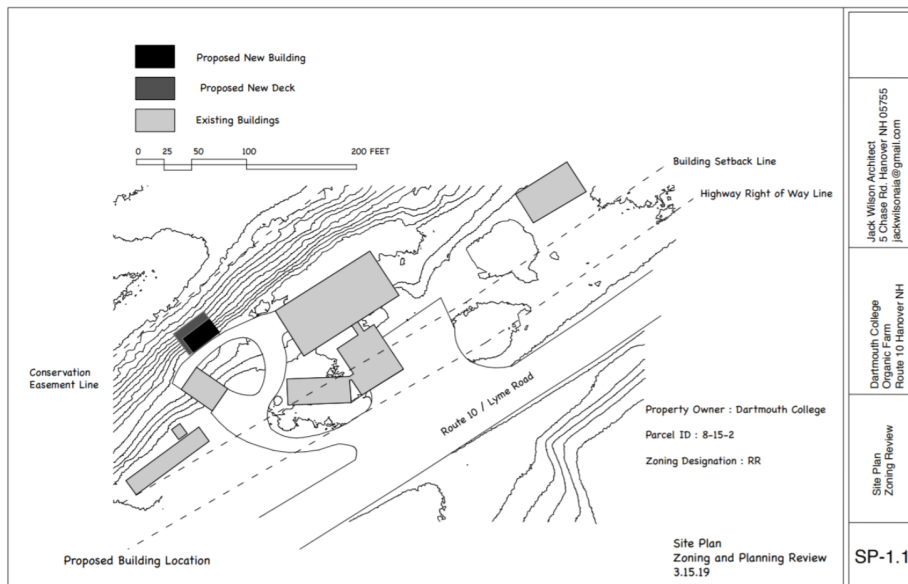 Proposed New Building
Proposed New Deck
Existing Buildings
0 25 50 100 200 FEET
Building Setback Line
Highway Right of Way Line
Conservation
Easement Line
Route 10 / Lyme Road
Property Owner : Dartmouth College
Parcel ID : 8-15-2
Zoning Designation : RR
Proposed Building Location
Site Plan
Zoning and Planning Review
3.15.19
Jack Wilson Architect
5 Chase Rd. Hanover NH 05755
jackwilsonaia@gmail.com
Dartmouth College
Organic Farm
Route 10 Hanover NH
Site Plan
Zoning Review
SP-1.1